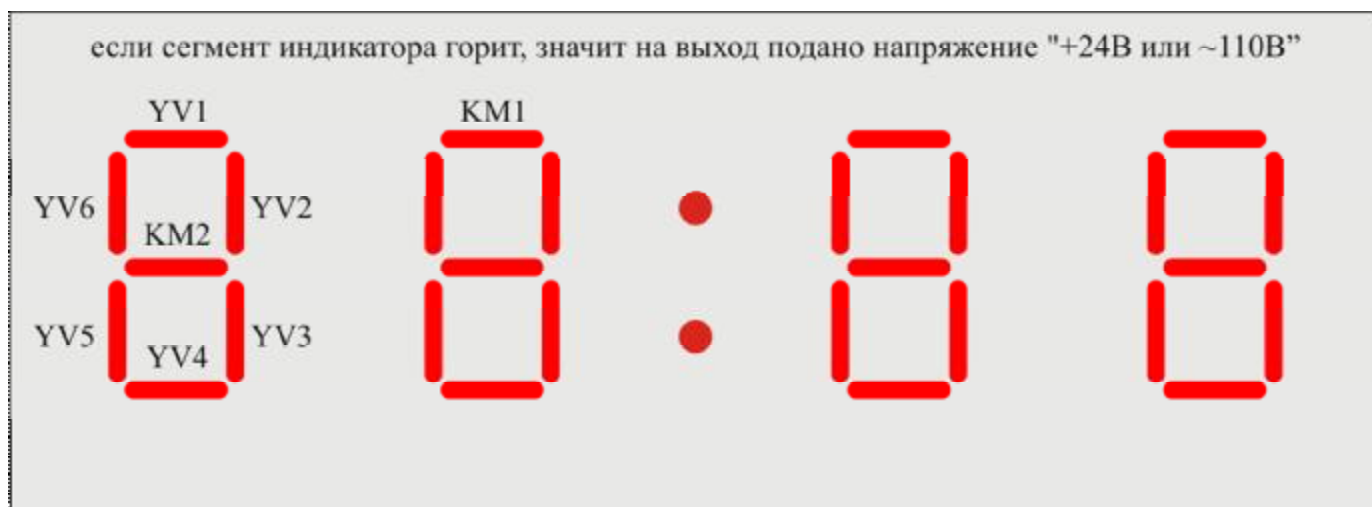 если сегмент индикатора горит, значит на выход подано напряжение "+24В или ~110В”
YV1 KM1
YV6 YV2
KM2
YV5 YV3
YV4